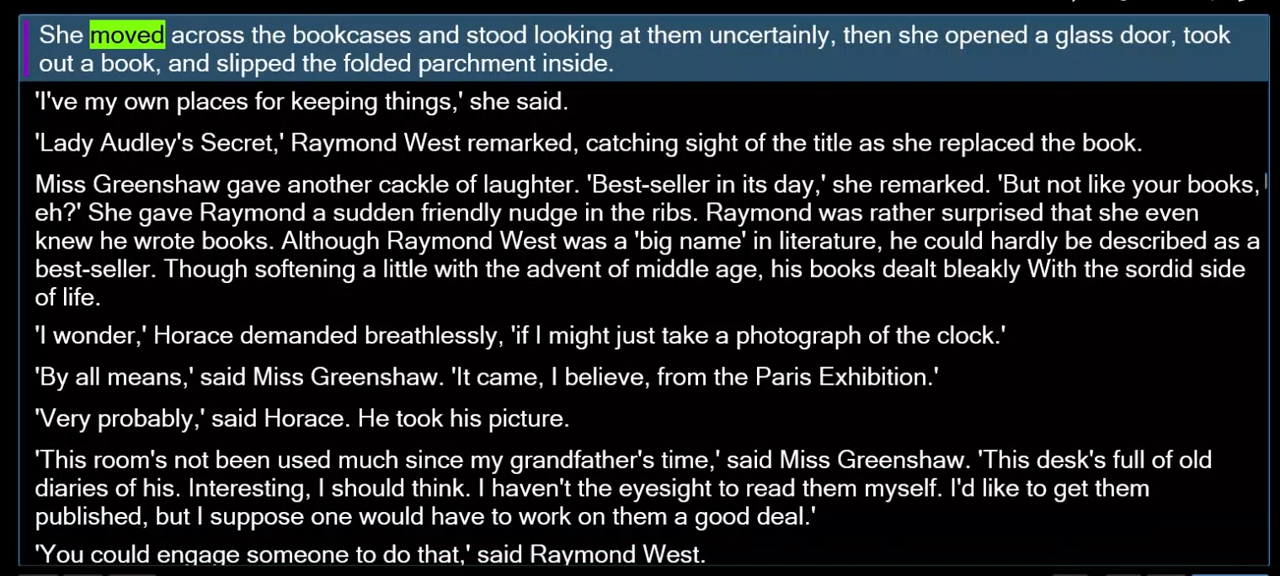 She moved across the bookcases and stood looking at them uncertainly, then she opened a glass door, took
out a book, and slipped the folded parchment inside.
'I've my own places for keeping things,' she said.
'Lady Audley's Secret,' Raymond West remarked, catching sight of the title as she replaced the book.
Miss Greenshaw gave another cackle of laughter. 'Best-seller in its day,' she remarked. 'But not like your books,
eh?' She gave Raymond a sudden friendly nudge in the ribs. Raymond was rather surprised that she even
knew he wrote books. Although Raymond West was a 'big name' in literature, he could hardly be described as a
best-seller. Though softening a little with the advent of middle age, his books dealt bleakly With the sordid side
of life.
'I wonder,' Horace demanded breathlessly, 'if I might just take a photograph of the clock.'
'By all means,' said Miss Greenshaw. 'It came, I believe, from the Paris Exhibition.'
'Very probably,' said Horace. He took his picture.
'This room's not been used much since my grandfather's time,' said Miss Greenshaw. 'This desk's full of old
diaries of his. Interesting, I should think. I haven't the eyesight to read them myself. I'd like to get them
published, but I suppose one would have to work on them a good deal.'
'You could engage someone to do that,' said Raymond West.